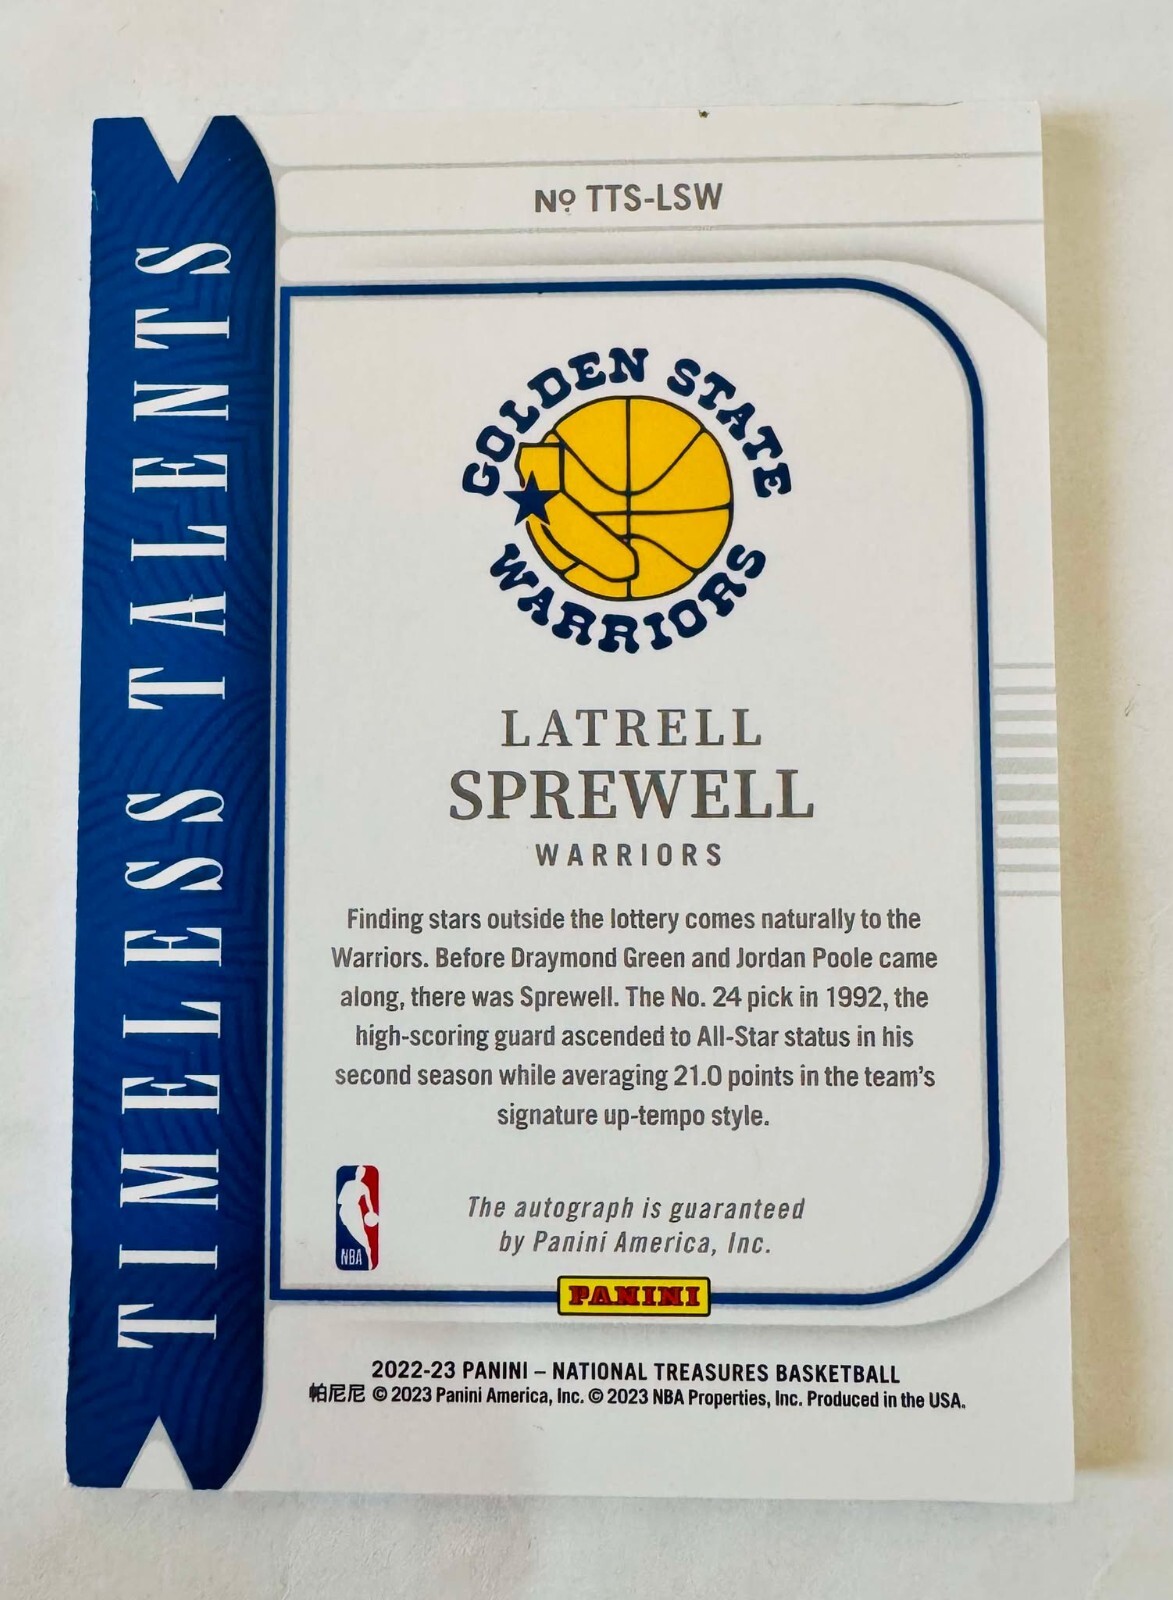 TIMELESS TALENTS
Nº TTS-LSW
GOLDEN STATE
WARRIORS
LATRELL
SPREWELL
WARRIORS
Finding stars outside the lottery comes naturally to the
Warriors. Before Draymond Green and Jordan Poole came
along, there was Sprewell. The No. 24 pick in 1992, the
high-scoring guard ascended to All-Star status in his
second season while averaging 21.0 points in the team's
signature up-tempo style.
NBA
The autograph is guaranteed
by Panini America, Inc.
PANINI
2022-23 PANINI – NATIONAL TREASURES BASKETBALL
帕尼尼 © 2023 Panini America, Inc. © 2023 NBA Properties, Inc. Produced in the USA.